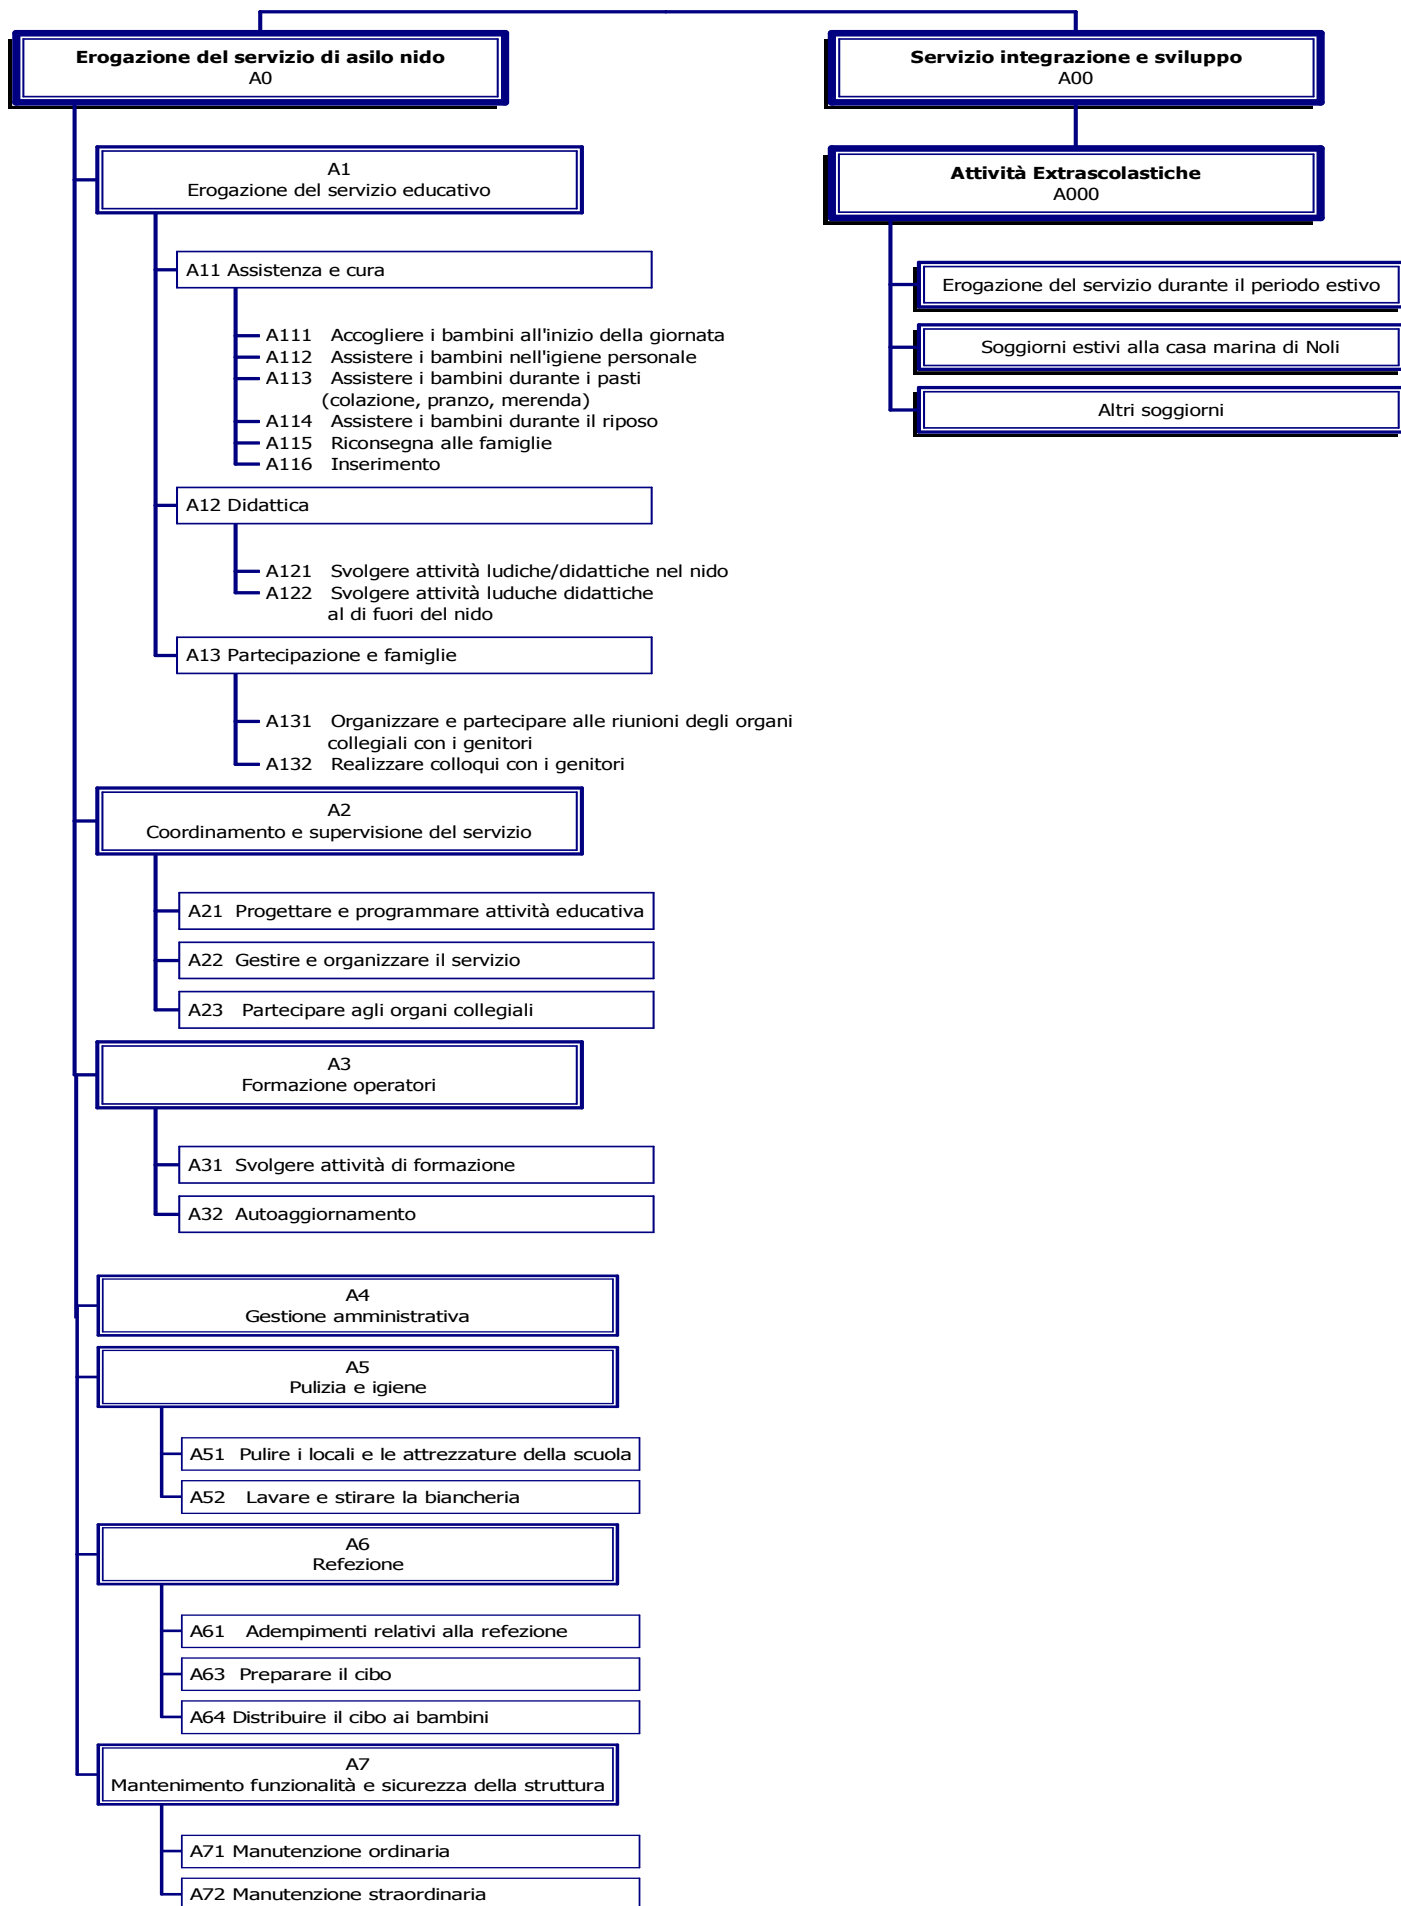 Erogazione del servizio di asilo nido
A0
A1
Erogazione del servizio educativo
A11 Assistenza e cura
A111 Accogliere i bambini all'inizio della giornata
A112 Assistere i bambini nell'igiene personale
A113 Assistere i bambini durante i pasti
(colazione, pranzo, merenda)
A114 Assistere i bambini durante il riposo
A115 Riconsegna alle famiglie
A116 Inserimento
A12 Didattica
A121 Svolgere attività ludiche/didattiche nel nido
A122 Svolgere attività luduche didattiche
al di fuori del nido
A13 Partecipazione e famiglie
A131 Organizzare e partecipare alle riunioni degli organi
collegiali con i genitori
A132 Realizzare colloqui con i genitori
A2
Coordinamento e supervisione del servizio
A21 Progettare e programmare attività educativa
A22 Gestire e organizzare il servizio
A23 Partecipare agli organi collegiali
A3
Formazione operatori
A31 Svolgere attività di formazione
A32 Autoaggiornamento
A4
Gestione amministrativa
A5
Pulizia e igiene
A51 Pulire i locali e le attrezzature della scuola
A52 Lavare e stirare la biancheria
A6
Refezione
A61 Adempimenti relativi alla refezione
A63 Preparare il cibo
A64 Distribuire il cibo ai bambini
A7
Mantenimento funzionalità e sicurezza della struttura
A71 Manutenzione ordinaria
A72 Manutenzione straordinaria
Servizio integrazione e sviluppo
A00
Attività Extrascolastiche
A000
Erogazione del servizio durante il periodo estivo
Soggiorni estivi alla casa marina di Noli
Altri soggiorni